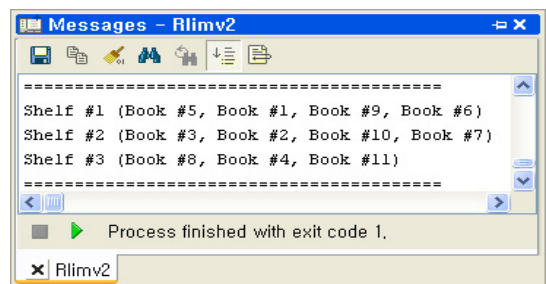 Messages - Rlimv2
=========================================
Shelf #1 (Book #5, Book #1, Book #9, Book #6)
Shelf #2 (Book #3, Book #2, Book #10, Book #7)
Shelf #3 (Book #8, Book #4, Book #11)
=========================================
Process finished with exit code 1.
Rlimv2